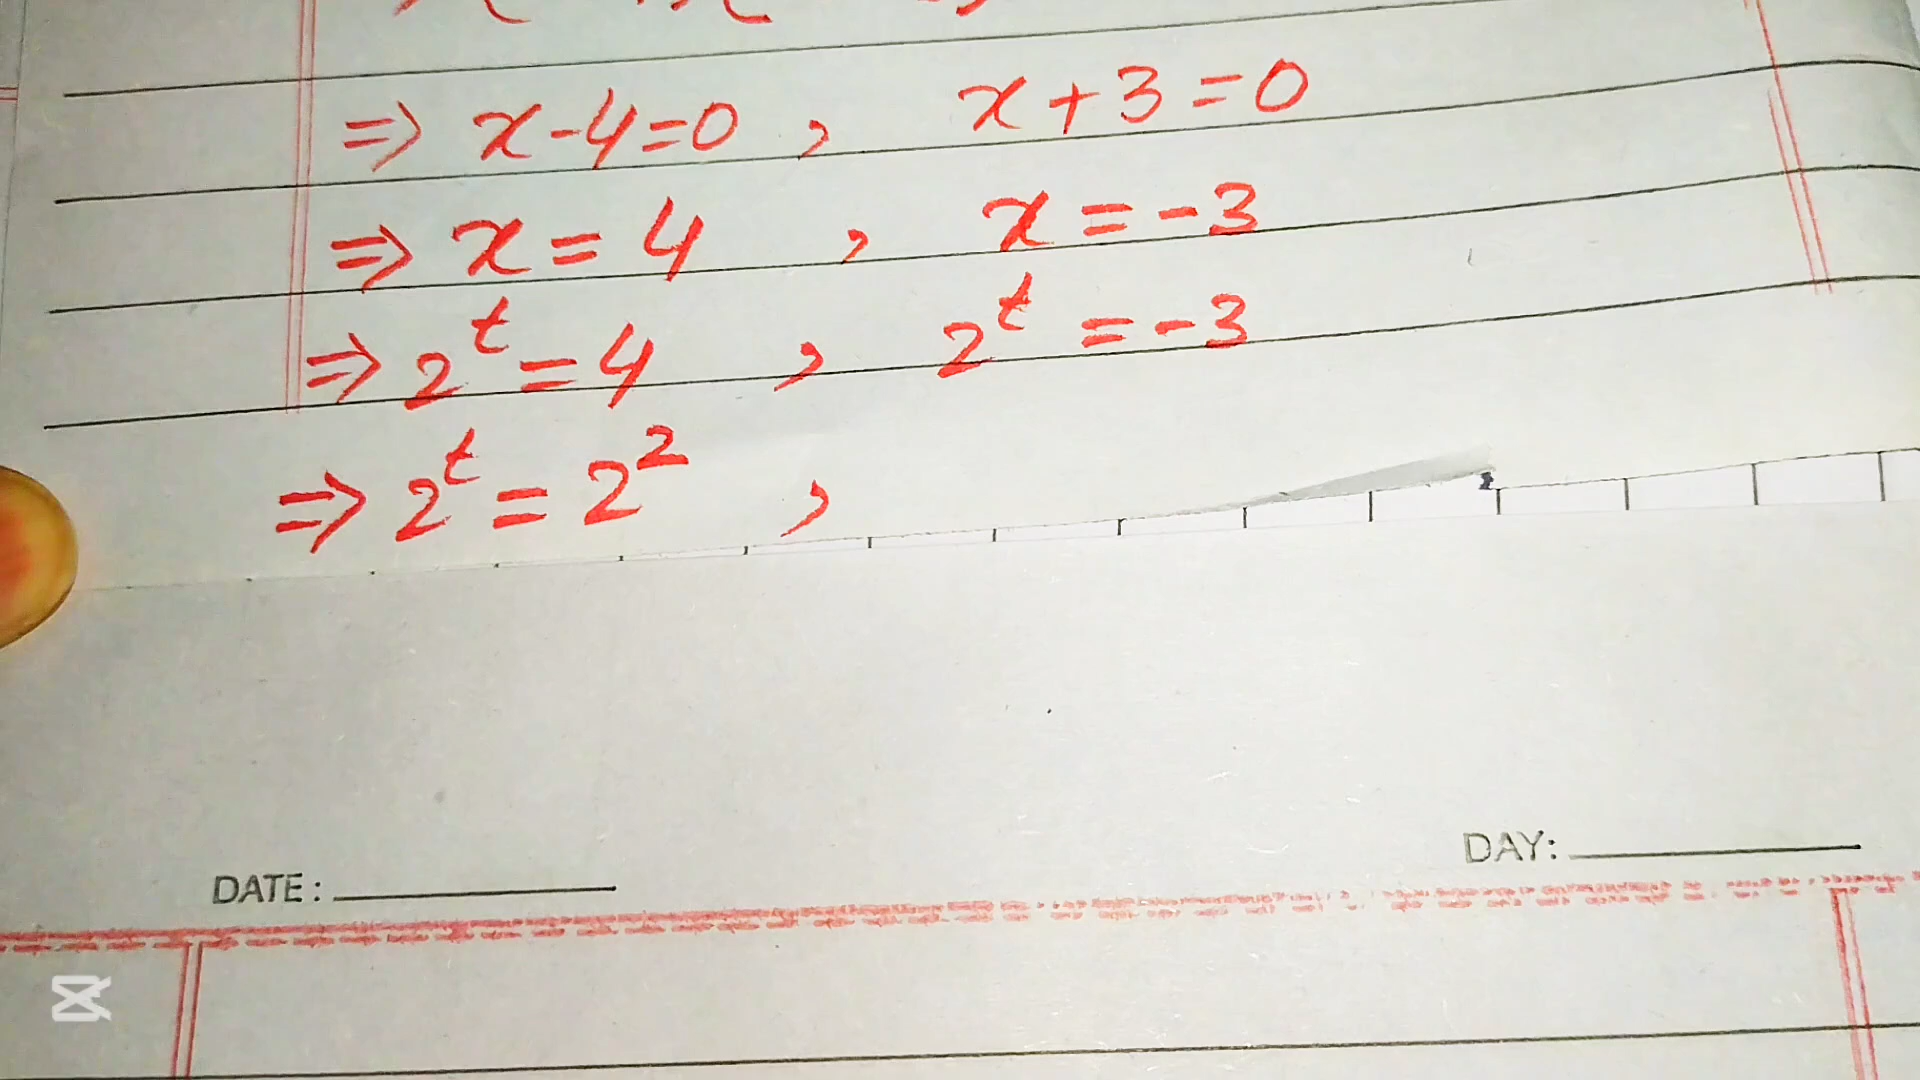 ⇒ x-4=0 , x+3=0
⇒ x = 4 , x = -3
⇒ 2^t = 4 , 2^t = -3
⇒ 2^t = 2^2 ,
DAY:
DATE: